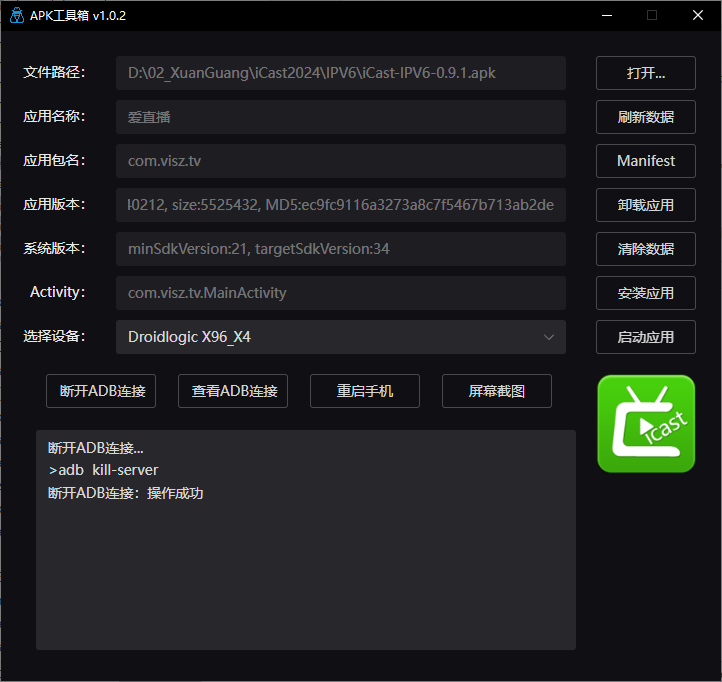 APK工具箱 v1.0.2
文件路径：
D:\02_XuanGuang\iCast2024\IPV6\iCast-IPV6-0.9.1.apk
打开...
应用名称：
爱直播
刷新数据
应用包名：
com.visz.tv
Manifest
应用版本：
0212, size:5525432, MD5:ec9fc9116a3273a8c7f5467b713ab2de
卸载应用
系统版本：
minSdkVersion:21, targetSdkVersion:34
清除数据
Activity：
com.visz.tv.MainActivity
安装应用
选择设备：
Droidlogic X96_X4
启动应用
断开ADB连接
查看ADB连接
重启手机
屏幕截图
iCast
断开ADB连接...
>adb  kill-server
断开ADB连接：操作成功